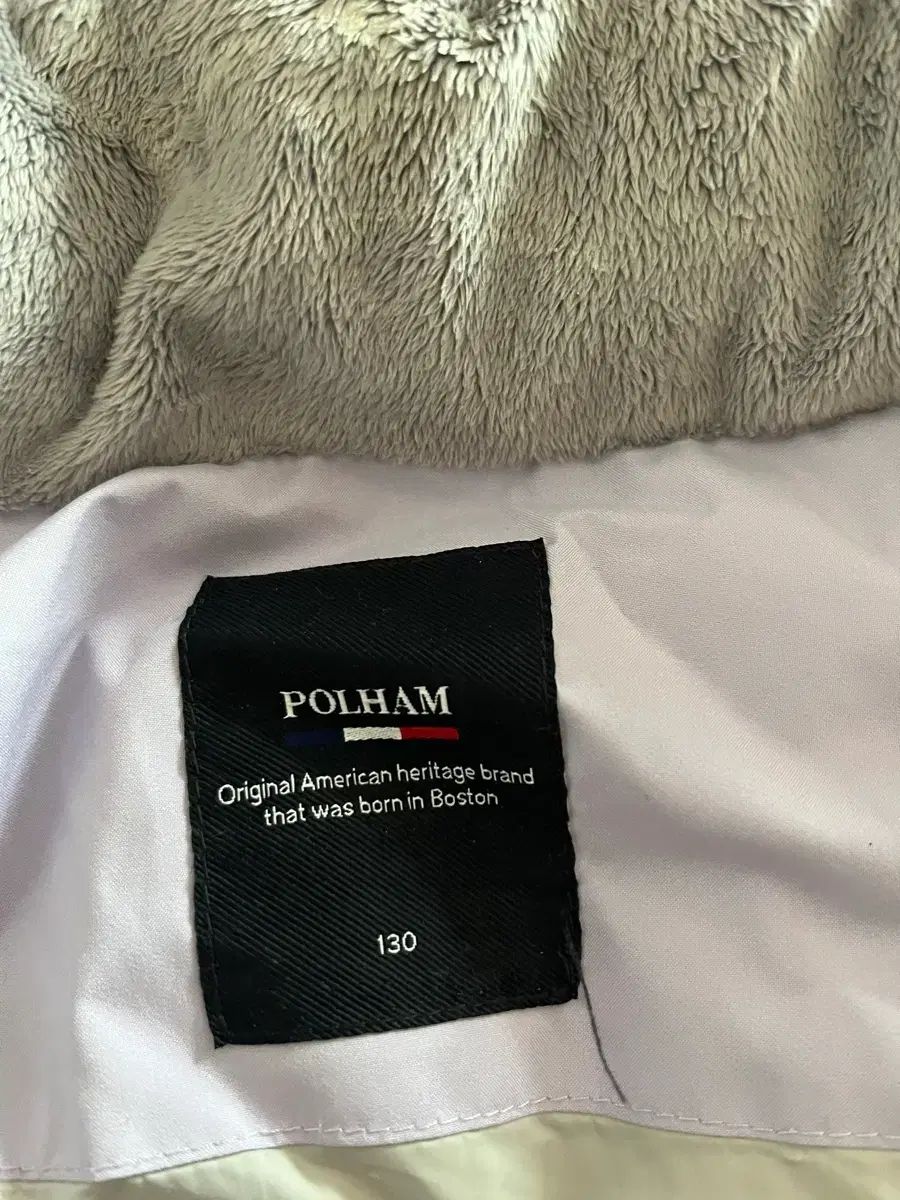 POLHAM
Original American heritage brand
that was born in Boston
130